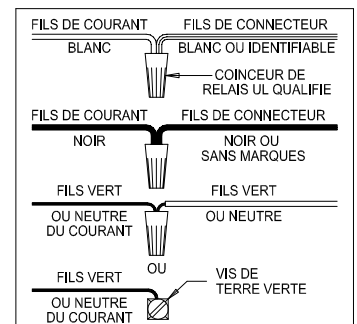 FILS DE COURANT FILS DE CONNECTEUR
BLANC BLANC OU IDENTIFIABLE
COINCEUR DE
RELAIS UL QUALIFIE
FILS DE COURANT FILS DE CONNECTEUR
NOIR NOIR OU
SANS MARQUES
FILS VERT FILS VERT
OU NEUTRE OU NEUTRE
DU COURANT
OU
FILS VERT VIS DE
TERRE VERTE
OU NEUTRE
DU COURANT